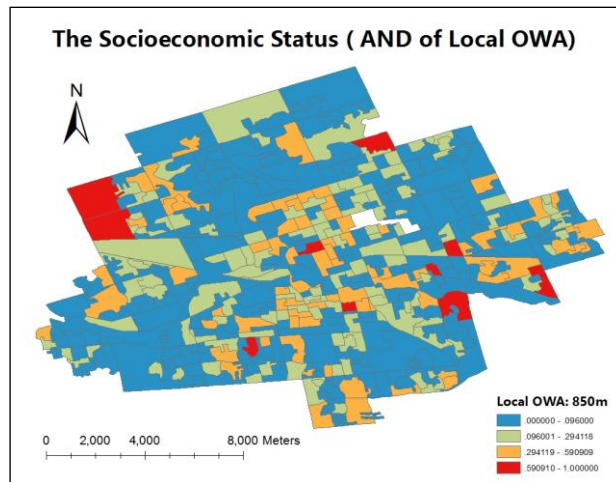 The Socioeconomic Status ( AND of Local OWA)
N
Local OWA: 850m
.000000 - .096000
.096001 - .294118
.294119 - .590909
.590910 - 1.000000
0 2,000 4,000 8,000 Meters